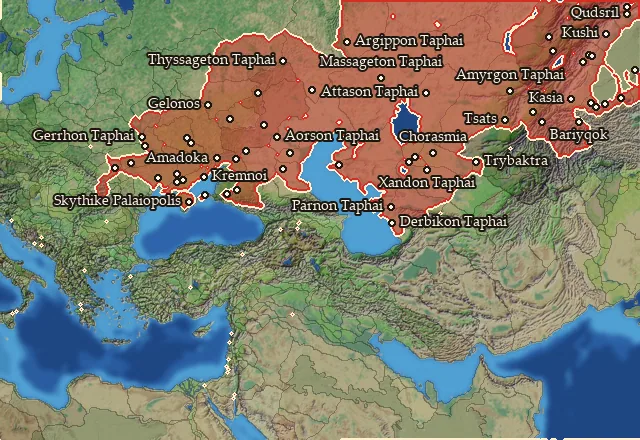 Qudsril
Kushi
Argippon Taphai
Thyssageton Taphai
Massageton Taphai
Amyrgon Taphai
Attason Taphai
Kasia
Gelonos
Tsats
Gerrhon Taphai
Aorson Taphai
Chorasmia
Bariyqok
Amadoka
Trybaktra
Kremnoi
Xandon Taphai
Skythike Palaiopolis
Parnon Taphai
Derbikon Taphai